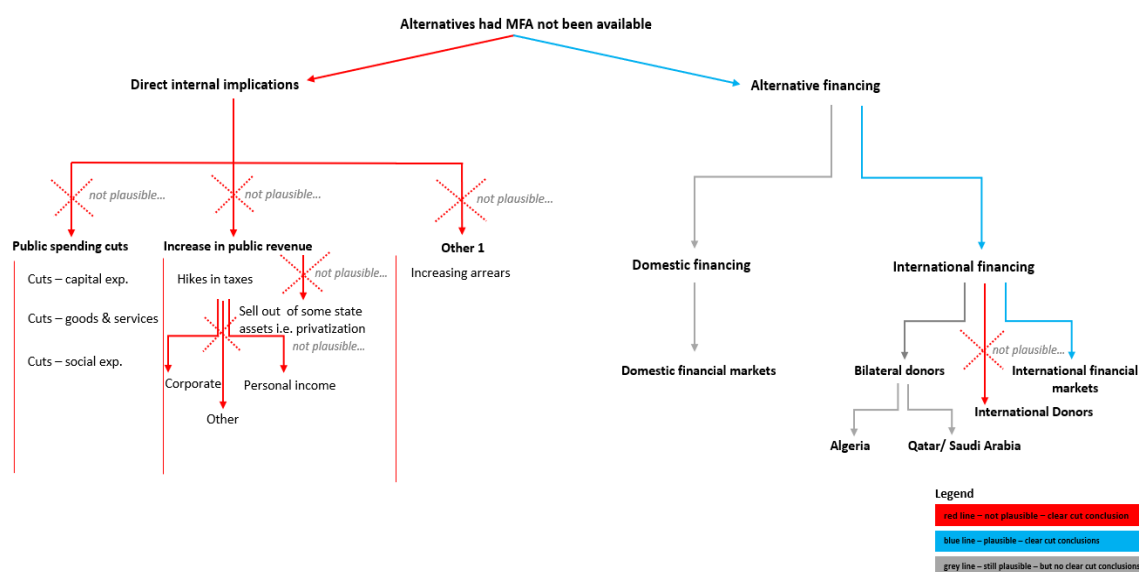 Alternatives had MFA not been available
Direct internal implications
Alternative financing
not plausible...
not plausible...
not plausible...
Public spending cuts
Increase in public revenue
Other 1
Cuts – capital exp.
Cuts – goods & services
Cuts – social exp.
Hikes in taxes
not plausible...
Sell out of some state
assets i.e. privatization
not plausible...
Corporate
Personal income
Other
Increasing arrears
Domestic financing
International financing
Domestic financial markets
not plausible...
Bilateral donors
International financial
markets
International Donors
Algeria
Qatar/ Saudi Arabia
Legend
red line – not plausible – clear cut conclusion
blue line – plausible – clear cut conclusions
grey line – still plausible – but no clear cut conclusions